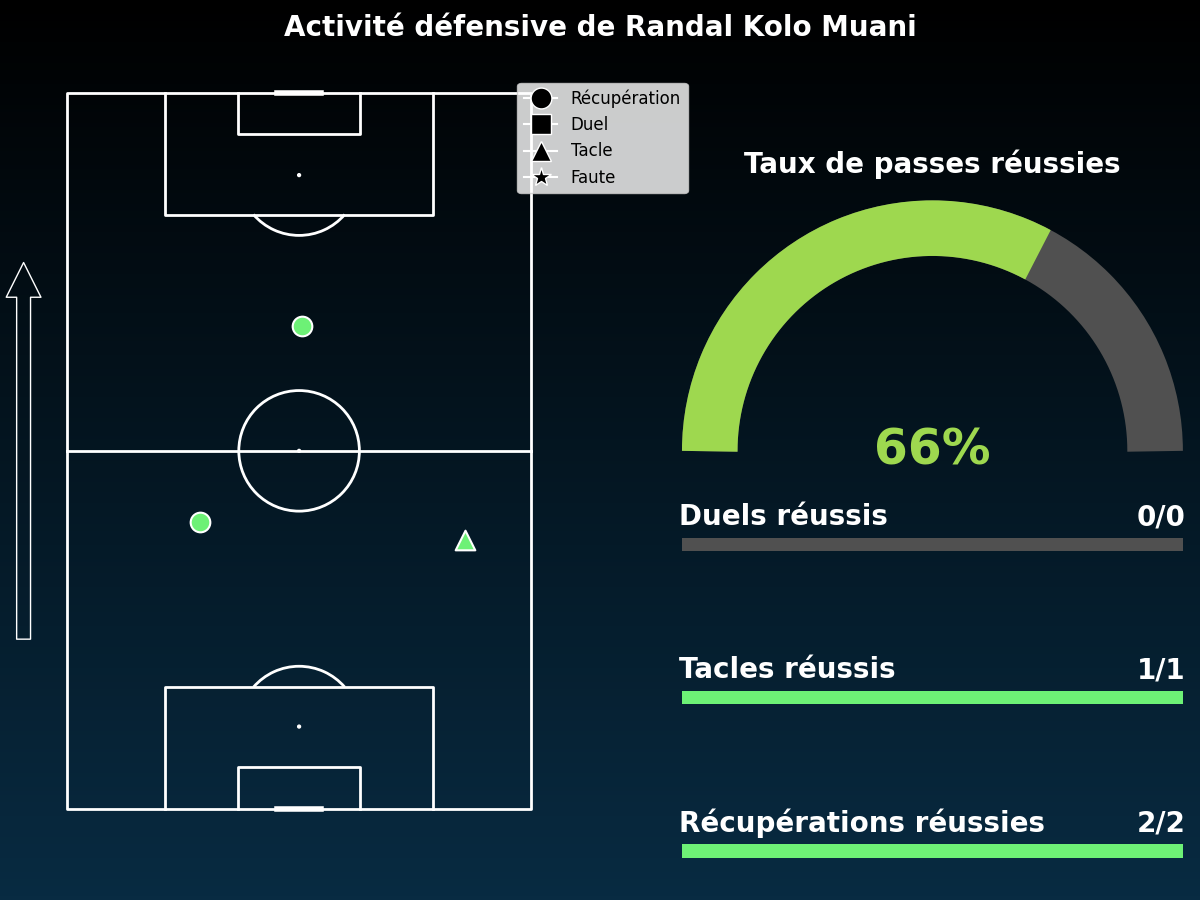 Activité défensive de Randal Kolo Muani
Récupération
Duel
Tacle
Faute
Taux de passes réussies
66%
Duels réussis 0/0
Tacles réussis 1/1
Récupérations réussies 2/2